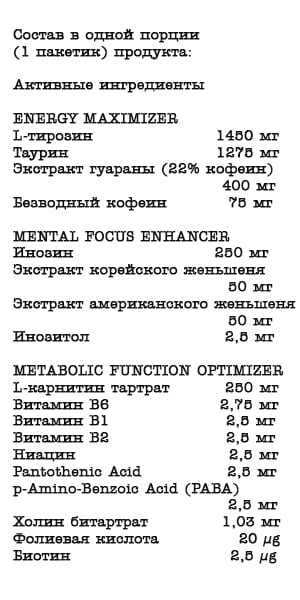 Состав в одной порции
(1 пакетик) продукта:
Активные ингредиенты
ENERGY MAXIMIZER
L-тирозин 1450 мг
Таурин 1275 мг
Экстракт гуараны (22% кофеин)
400 мг
Безводный кофеин 75 мг
MENTAL FOCUS ENHANCER
Инозин 250 мг
Экстракт корейского женьшеня
50 мг
Экстракт американского женьшеня
50 мг
Инозитол 2,5 мг
METABOLIC FUNCTION OPTIMIZER
L-карнитин тартрат 250 мг
Витамин B6 2,75 мг
Витамин B1 2,5 мг
Витамин B2 2,5 мг
Ниацин 2,5 мг
Pantothenic Acid 2,5 мг
p-Amino-Benzoic Acid (PABA)
2,5 мг
Холин битартрат 1,03 мг
Фолиевая кислота 20 µg
Биотин 2,5 µg